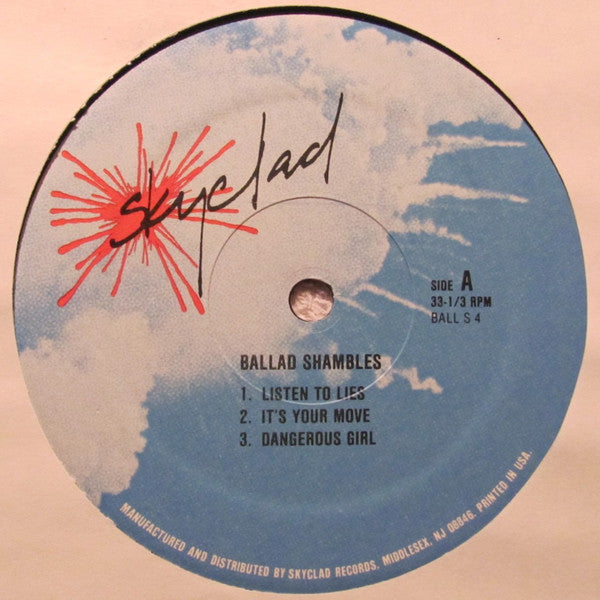 skyclad
SIDE A
33-1/3 RPM
BALL S 4
BALLAD SHAMBLES
1. LISTEN TO LIES
2. IT'S YOUR MOVE
3. DANGEROUS GIRL
MANUFACTURED AND DISTRIBUTED BY SKYCLAD RECORDS, MIDDLESEX, NJ 08846. PRINTED IN USA.